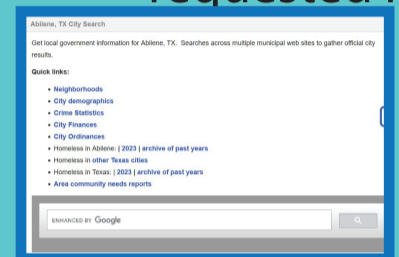 Abilene, TX City Search
Get local government information for Abilene, TX. Searches across multiple municipal web sites to gather official city
results.
Quick links:
• Neighborhoods
• City demographics
• Crime Statistics
• City Finances
• City Ordinances
• Homeless in Abilene: | 2023 | archive of past years
• Homeless in other Texas cities
• Homeless in Texas: | 2023 | archive of past years
• Area community needs reports
ENHANCED BY Google